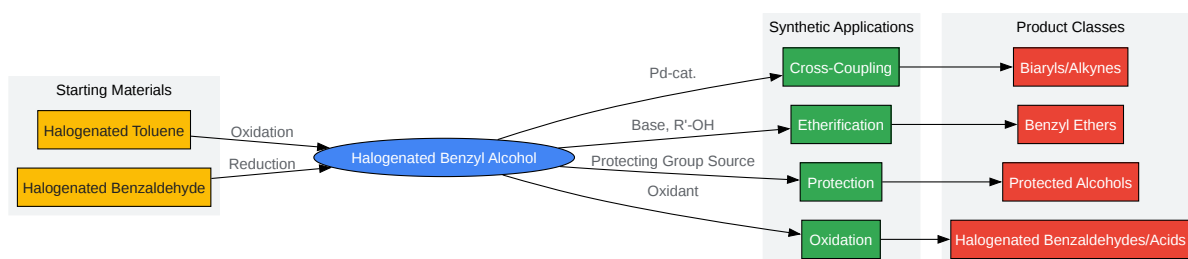 Starting Materials
Halogenated Toluene
Halogenated Benzaldehyde
Oxidation
Reduction
Halogenated Benzyl Alcohol
Pd-cat.
Base, R'-OH
Protecting Group Source
Oxidant
Synthetic Applications
Cross-Coupling
Etherification
Protection
Oxidation
Product Classes
Biaryls/Alkynes
Benzyl Ethers
Protected Alcohols
Halogenated Benzaldehydes/Acids